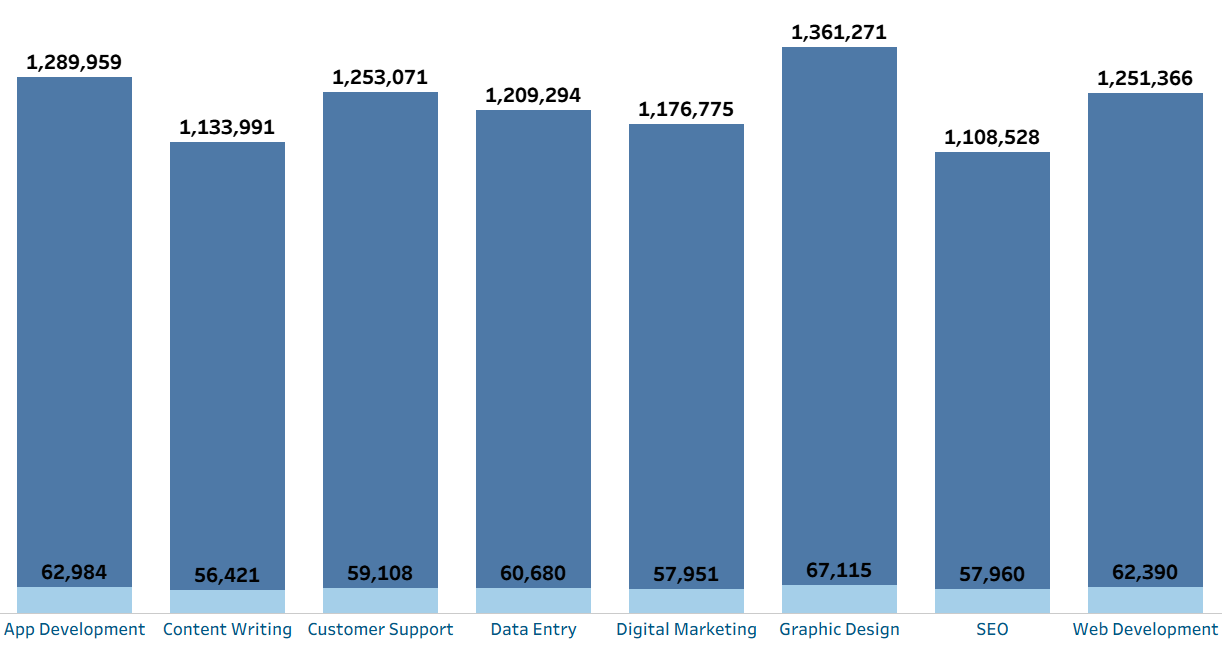 1,289,959
1,133,991
1,253,071
1,209,294
1,176,775
1,361,271
1,108,528
1,251,366
62,984
56,421
59,108
60,680
57,951
67,115
57,960
62,390
App Development
Content Writing
Customer Support
Data Entry
Digital Marketing
Graphic Design
SEO
Web Development